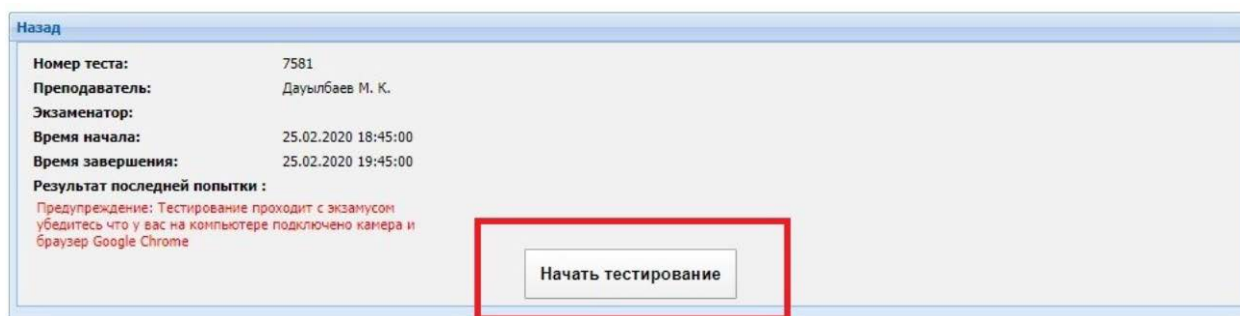 Назад
Номер теста: 7581
Преподаватель: Дауылбаев М. К.
Экзаменатор:
Время начала: 25.02.2020 18:45:00
Время завершения: 25.02.2020 19:45:00
Результат последней попытки :
Предупреждение: Тестирование проходит с экзамусом
убедитесь что у вас на компьютере подключено камера и
браузер Google Chrome
Начать тестирование